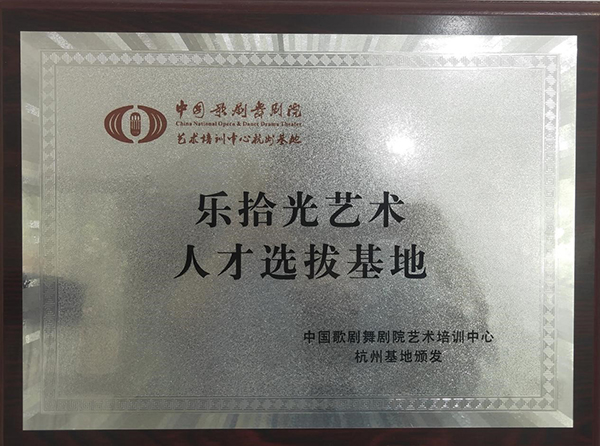 中国歌剧舞剧院
China National Opera & Dance Drama Theater
艺术培训中心杭州基地
乐拾光艺术
人才选拔基地
中国歌剧舞剧院艺术培训中心
杭州基地颁发